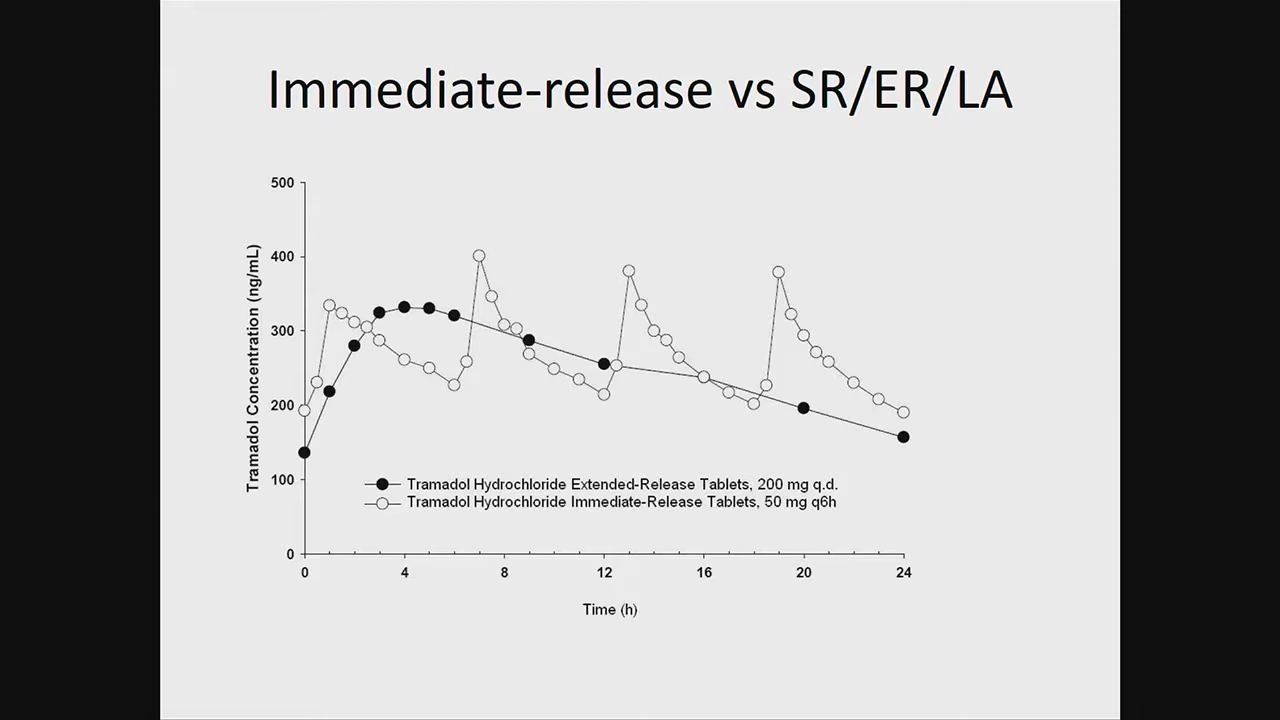 Immediate-release vs SR/ER/LA
500
400
300
200
100
0
Tramadol Concentration (ng/mL)
Tramadol Hydrochloride Extended-Release Tablets, 200 mg q.d.
Tramadol Hydrochloride Immediate-Release Tablets, 50 mg q6h
0 4 8 12 16 20 24
Time (h)